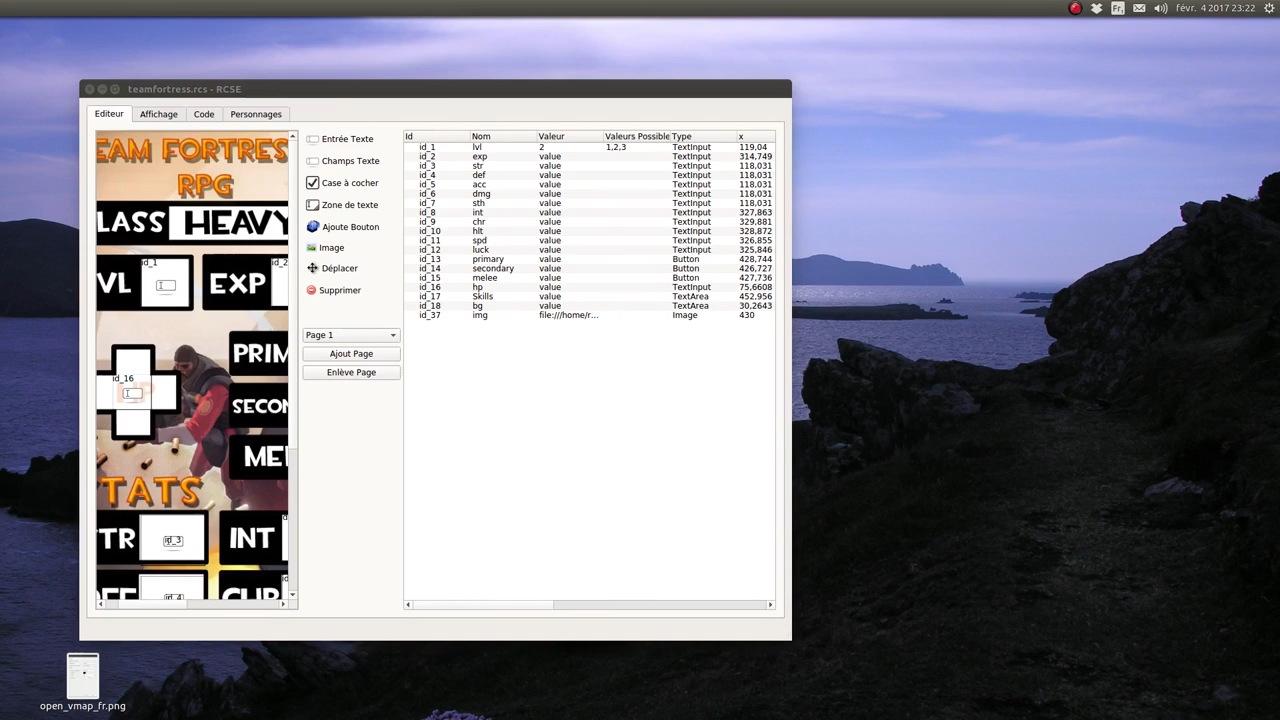 Fr₁ févr. 4 2017 23:22
teamfortress.rcs - RCSE
Editeur Affichage Code Personnages
EAM FORTRES
RPG
LASS HEAVY
VL id_1 EXP id_2
id_16
PRIM
SECON
MEL
TATS
TR id_3 INT
id_4
Entrée Texte
Champs Texte
Case à cocher
Zone de texte
Ajoute Bouton
Image
Déplacer
Supprimer
Page 1
Ajout Page
Enlève Page
Id Nom Valeur Valeurs Possible Type x
id_1 lvl 2 1,2,3 TextInput 119,04
id_2 exp value TextInput 314,749
id_3 str value TextInput 118,031
id_4 def value TextInput 118,031
id_5 acc value TextInput 118,031
id_6 dmg value TextInput 118,031
id_7 sth value TextInput 118,031
id_8 int value TextInput 327,863
id_9 chr value TextInput 329,881
id_10 hlt value TextInput 328,872
id_11 spd value TextInput 326,855
id_12 luck value TextInput 325,846
id_13 primary value Button 428,744
id_14 secondary value Button 426,727
id_15 melee value Button 427,736
id_16 hp value TextInput 75,6608
id_17 Skills value TextArea 452,956
id_18 bg value TextArea 30,2643
id_37 img file:///home/r... Image 430
open_vmap_fr.png